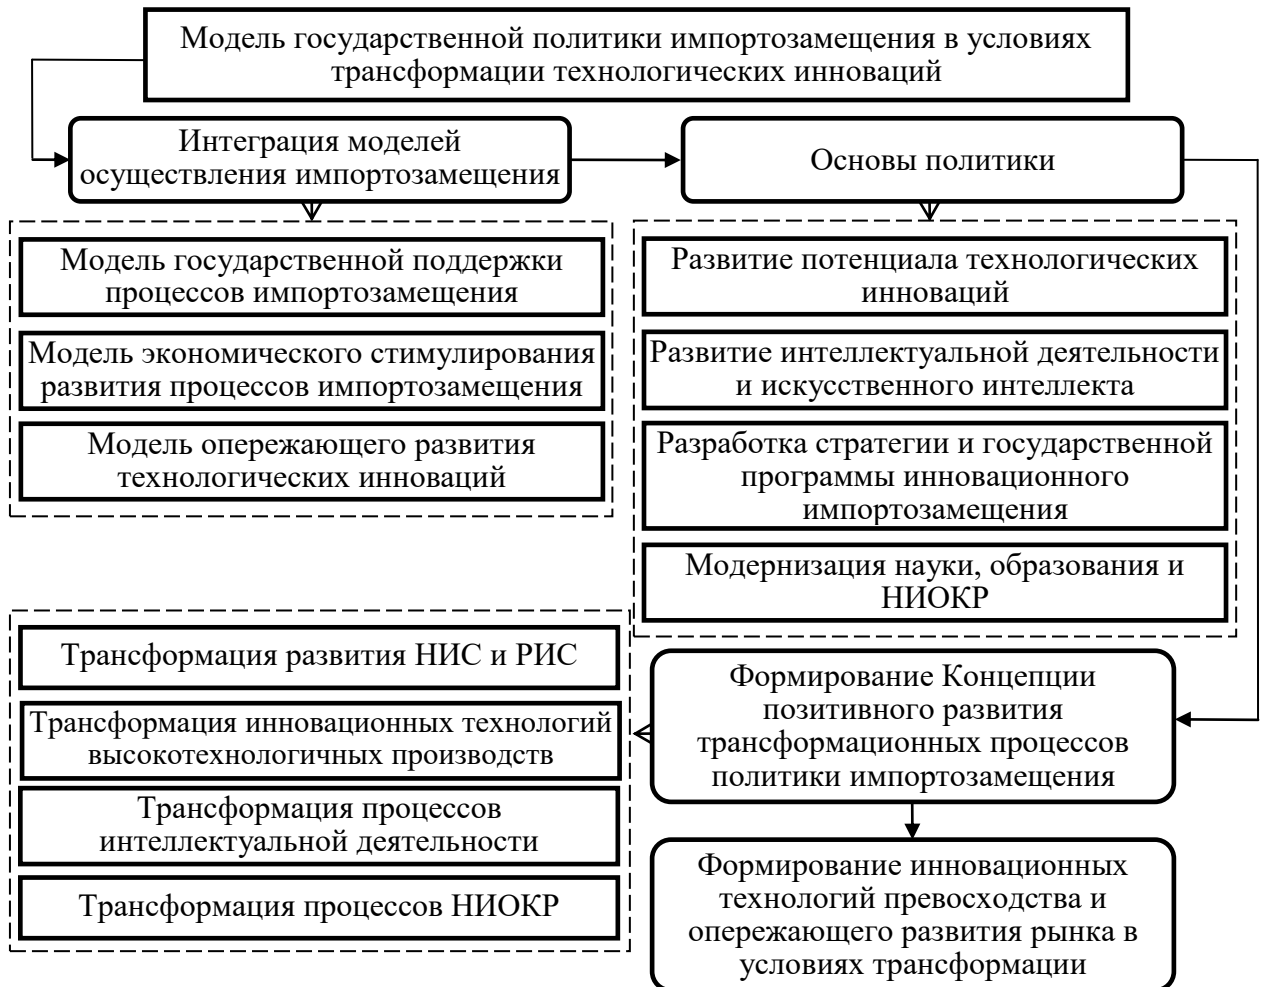 Модель государственной политики импортозамещения в условиях
трансформации технологических инноваций
Интеграция моделей
осуществления импортозамещения
Основы политики
Модель государственной поддержки
процессов импортозамещения
Модель экономического стимулирования
развития процессов импортозамещения
Модель опережающего развития
технологических инноваций
Развитие потенциала технологических
инноваций
Развитие интеллектуальной деятельности
и искусственного интеллекта
Разработка стратегии и государственной
программы инновационного
импортозамещения
Модернизация науки, образования и
НИОКР
Трансформация развития НИС и РИС
Трансформация инновационных технологий
высокотехнологичных производств
Трансформация процессов
интеллектуальной деятельности
Трансформация процессов НИОКР
Формирование Концепции
позитивного развития
трансформационных процессов
политики импортозамещения
Формирование инновационных
технологий превосходства и
опережающего развития рынка в
условиях трансформации